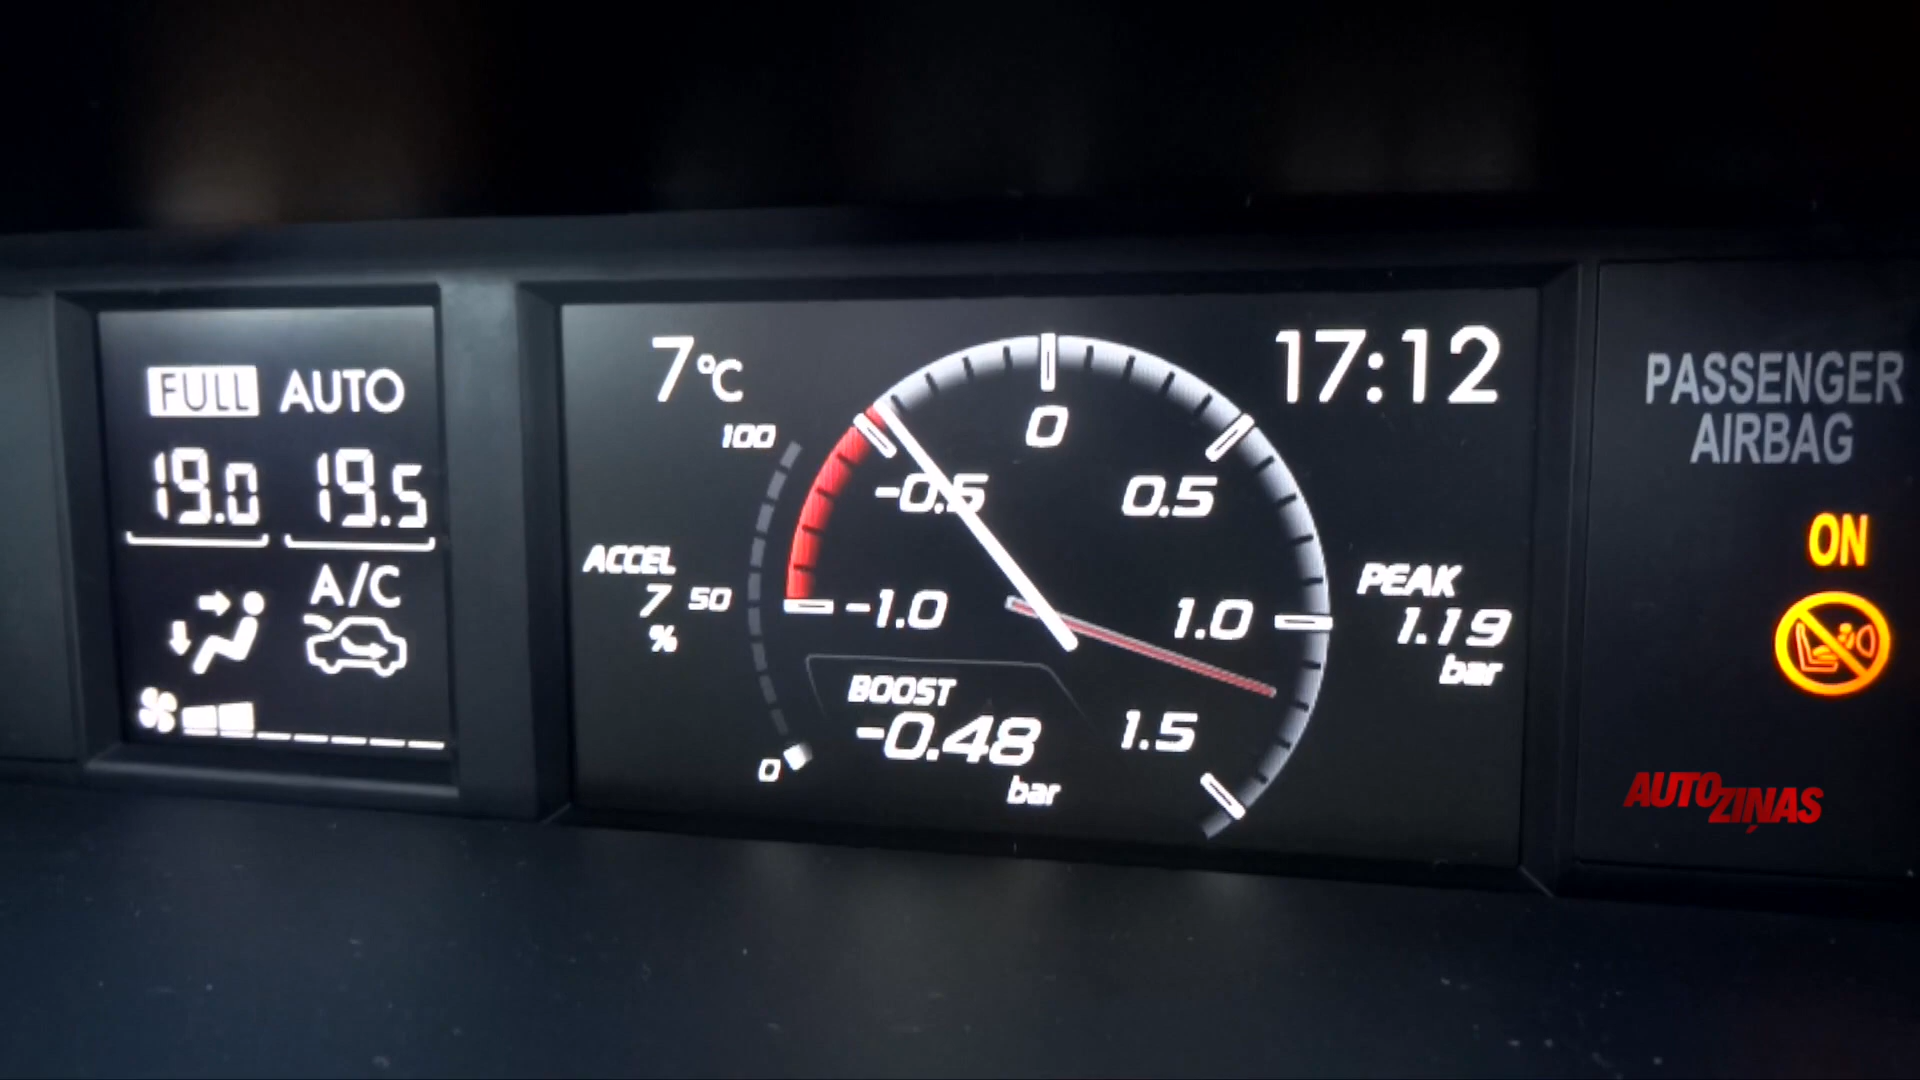 FULL AUTO
19.0 19.5
A/C
7°C
17:12
100
ACCEL
7
%
50
0
0
-0.5
0.5
-1.0
1.0
1.5
BOOST
-0.48
bar
PEAK
1.19
bar
PASSENGER
AIRBAG
ON
AUTOZIŅAS